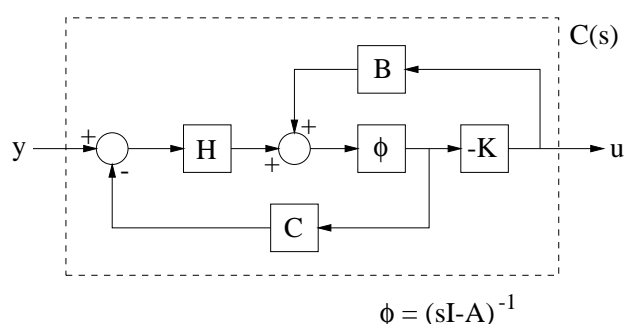 C(s)
B
y
+
-
H
+
+
ϕ
-K
u
C
ϕ = (sI-A)⁻¹